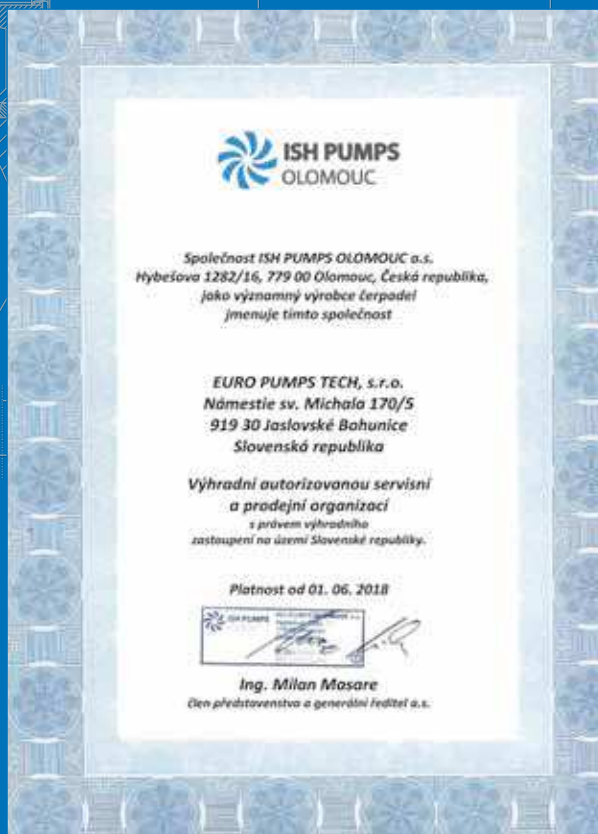 ISH PUMPS
OLOMOUC
Společnost ISH PUMPS OLOMOUC a.s.
Hybešova 1282/16, 779 00 Olomouc, Česká republika,
jako významný výrobce čerpadel
jmenuje tímto společnost
EURO PUMPS TECH, s.r.o.
Námestie sv. Michala 170/5
919 30 Jaslovské Bohunice
Slovenská republika
Výhradní autorizovanou servisní
a prodejní organizací
s právem výhradního
zastoupení na území Slovenské republiky.
Platnost od 01. 06. 2018
ISH PUMPS
Ing. Milan Masare
člen představenstva a generální ředitel a.s.